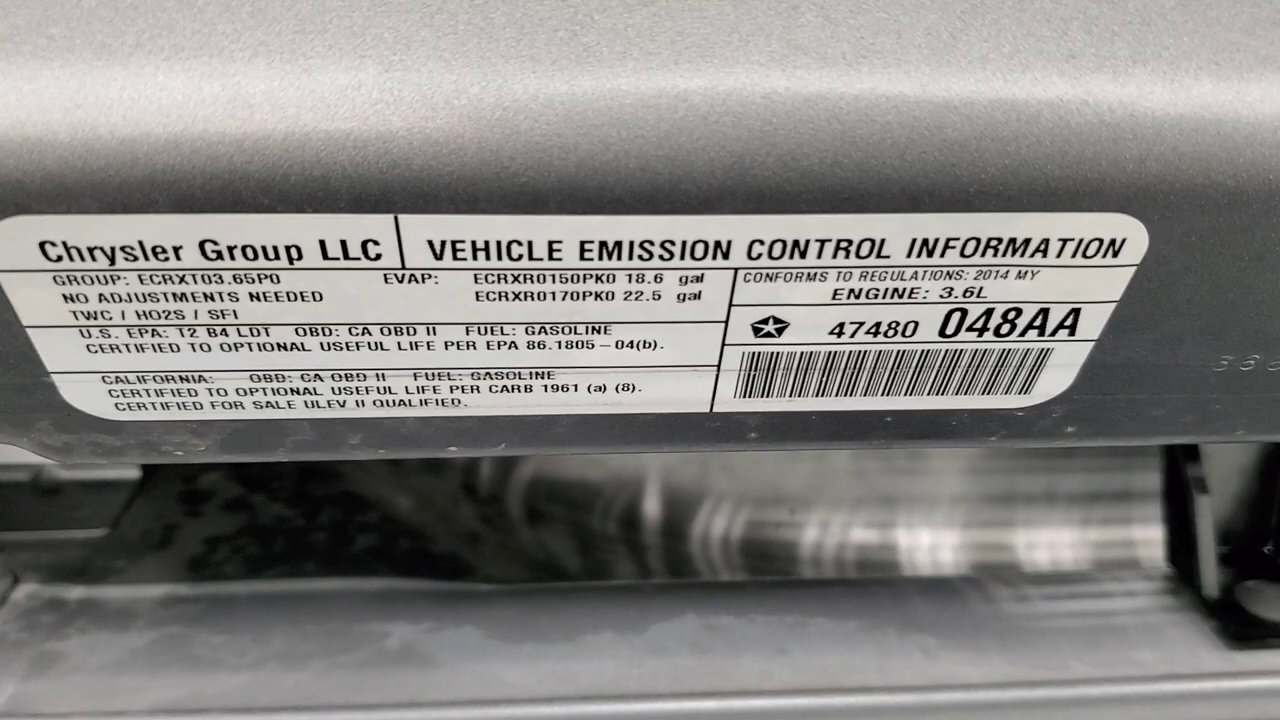 Chrysler Group LLC
VEHICLE EMISSION CONTROL INFORMATION
GROUP: ECRXT03.65P0 EVAP: ECRXR0150PK0 18.6 gal
NO ADJUSTMENTS NEEDED ECRXR0170PK0 22.5 gal
TWC / HO2S / SFI
U.S. EPA: T2 B4 LDT OBD: CA OBD II FUEL: GASOLINE
CERTIFIED TO OPTIONAL USEFUL LIFE PER EPA 86.1805-04(b).
CALIFORNIA: OBD: CA OBD II FUEL: GASOLINE
CERTIFIED TO OPTIONAL USEFUL LIFE PER CARB 1961 (a) (8).
CERTIFIED FOR SALE ULEV II QUALIFIED.
CONFORMS TO REGULATIONS: 2014 MY
ENGINE: 3.6L
47480 048AA